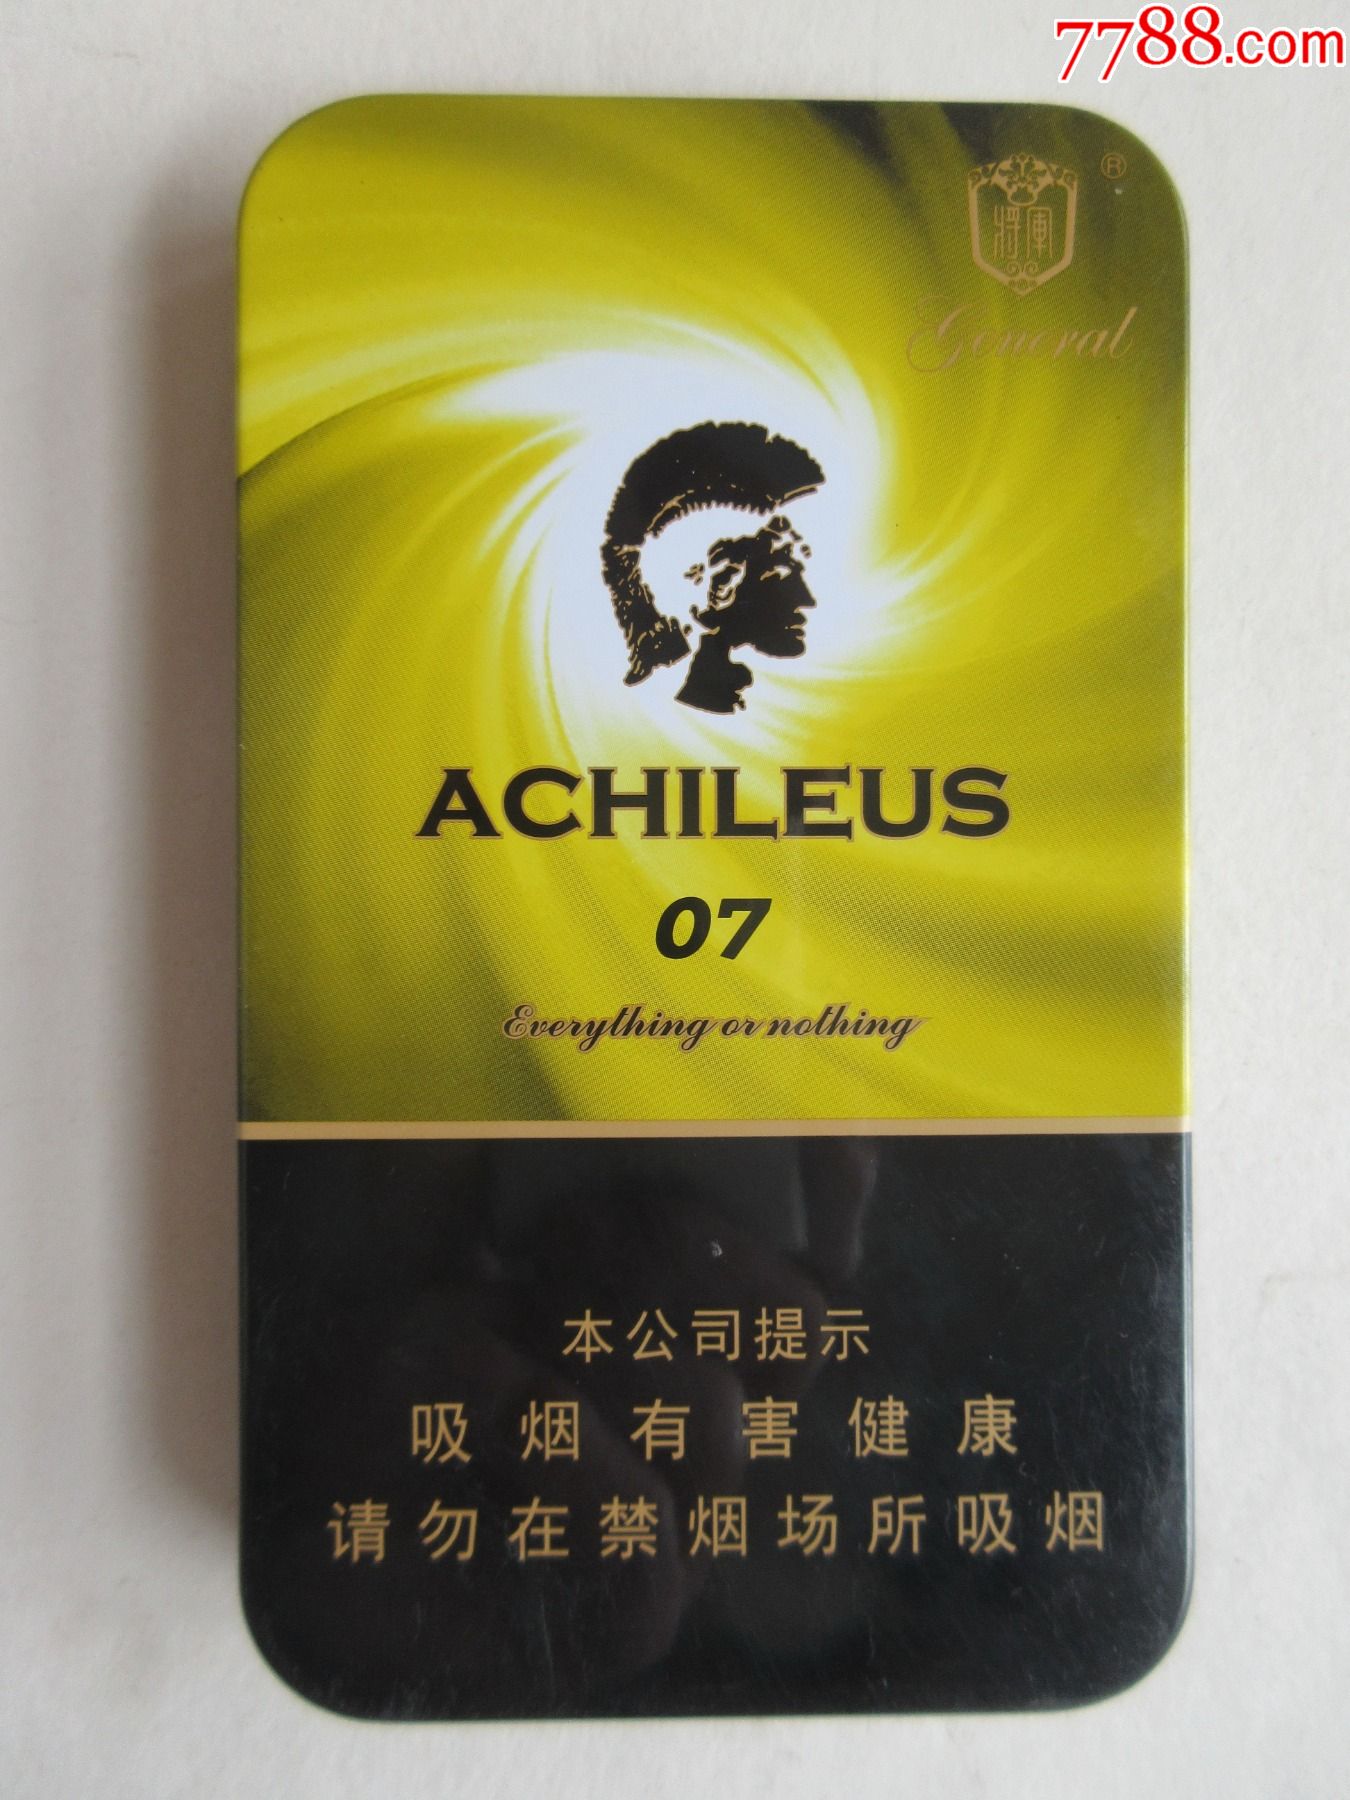 7788.com
®
将軍
General
ACHILEUS
07
Everything or nothing
本公司提示
吸烟有害健康
请勿在禁烟场所吸烟